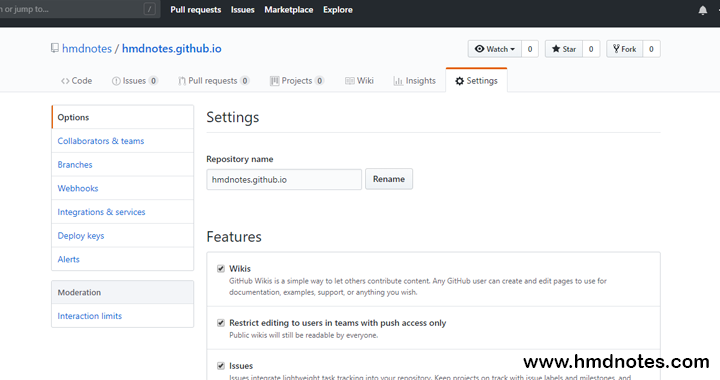 n or jump to...
/
Pull requests Issues Marketplace Explore
hmdnotes / hmdnotes.github.io
Watch 0 Star 0 Fork 0
Code Issues 0 Pull requests 0 Projects 0 Wiki Insights Settings
Options
Collaborators & teams
Branches
Webhooks
Integrations & services
Deploy keys
Alerts
Moderation
Interaction limits
Settings
Repository name
hmdnotes.github.io Rename
Features
Wikis
GitHub Wikis is a simple way to let others contribute content. Any GitHub user can create and edit pages to use for
documentation, examples, support, or anything you wish.
Restrict editing to users in teams with push access only
Public wikis will still be readable by everyone.
Issues
Issues integrate lightweight task tracking into your repository. Keep projects on track with issue labels and milestones, and
www.hmdnotes.com